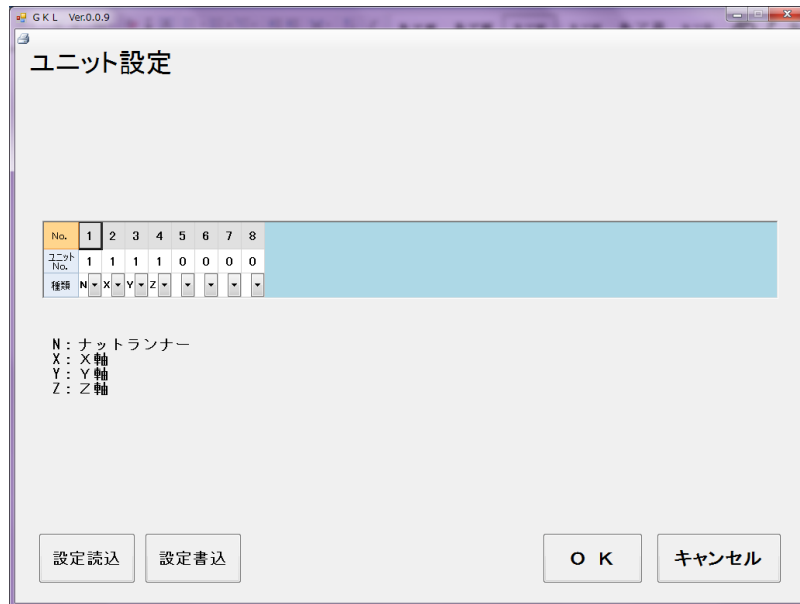 ＧＫＬ Ver.0.0.9
ユニット設定
No. 1 2 3 4 5 6 7 8
ユニット
No. 1 1 1 1 0 0 0 0
種類 N X Y Z
N：ナットランナー
X：Ｘ軸
Y：Ｙ軸
Z：Ｚ軸
設定読込 設定書込 ＯＫ キャンセル